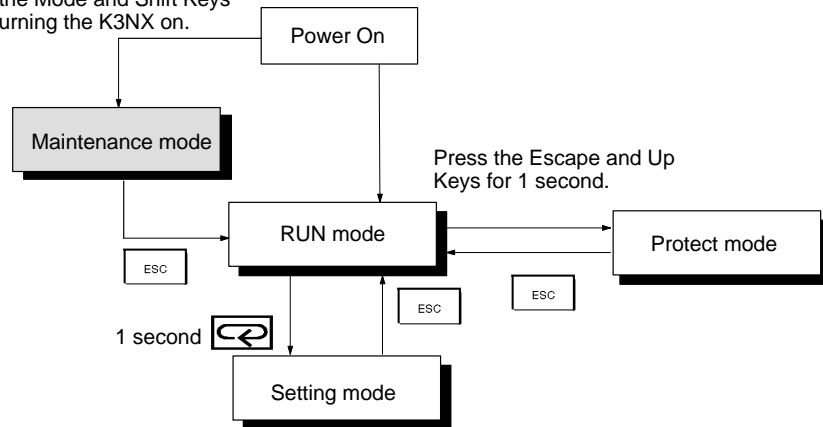 the Mode and Shift Keys
urning the K3NX on.
Power On
Maintenance mode
Press the Escape and Up
Keys for 1 second.
RUN mode
Protect mode
ESC
ESC
ESC
1 second
Setting mode